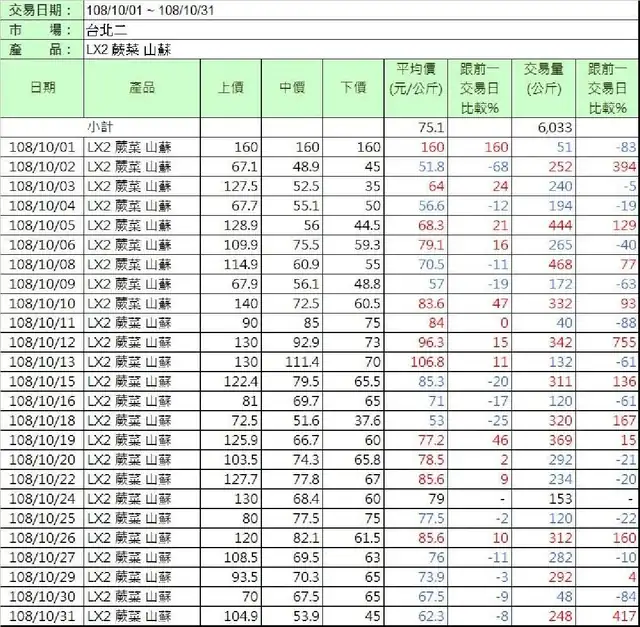 交易日期： 108/10/01 ~ 108/10/31
市 場： 台北二
產 品： LX2 蕨菜 山蘇
日期 產品 上價 中價 下價 平均價 跟前一 交易量 跟前一
(元/公斤) 交易日 (公斤) 交易日
比較% 比較%
小計 75.1 6,033
108/10/01 LX2 蕨菜 山蘇 160 160 160 160 160 51 -83
108/10/02 LX2 蕨菜 山蘇 67.1 48.9 45 51.8 -68 252 394
108/10/03 LX2 蕨菜 山蘇 127.5 52.5 35 64 24 240 -5
108/10/04 LX2 蕨菜 山蘇 67.7 55.1 50 56.6 -12 194 -19
108/10/05 LX2 蕨菜 山蘇 128.9 56 44.5 68.3 21 444 129
108/10/06 LX2 蕨菜 山蘇 109.9 75.5 59.3 79.1 16 265 -40
108/10/08 LX2 蕨菜 山蘇 114.9 60.9 55 70.5 -11 468 77
108/10/09 LX2 蕨菜 山蘇 67.9 56.1 48.8 57 -19 172 -63
108/10/10 LX2 蕨菜 山蘇 140 72.5 60.5 83.6 47 332 93
108/10/11 LX2 蕨菜 山蘇 90 85 75 84 0 40 -88
108/10/12 LX2 蕨菜 山蘇 130 92.9 73 96.3 15 342 755
108/10/13 LX2 蕨菜 山蘇 130 111.4 70 106.8 11 132 -61
108/10/15 LX2 蕨菜 山蘇 122.4 79.5 65.5 85.3 -20 311 136
108/10/16 LX2 蕨菜 山蘇 81 69.7 65 71 -17 120 -61
108/10/18 LX2 蕨菜 山蘇 72.5 51.6 37.6 53 -25 320 167
108/10/19 LX2 蕨菜 山蘇 125.9 66.7 60 77.2 46 369 15
108/10/20 LX2 蕨菜 山蘇 103.5 74.3 65.8 78.5 2 292 -21
108/10/22 LX2 蕨菜 山蘇 127.7 77.8 67 85.6 9 234 -20
108/10/24 LX2 蕨菜 山蘇 130 68.4 60 79 - 153 -
108/10/25 LX2 蕨菜 山蘇 80 77.5 75 77.5 -2 120 -22
108/10/26 LX2 蕨菜 山蘇 120 82.1 61.5 85.6 10 312 160
108/10/27 LX2 蕨菜 山蘇 108.5 69.5 63 76 -11 282 -10
108/10/29 LX2 蕨菜 山蘇 93.5 70.3 65 73.9 -3 292 4
108/10/30 LX2 蕨菜 山蘇 70 67.5 65 67.5 -9 48 -84
108/10/31 LX2 蕨菜 山蘇 104.9 53.9 45 62.3 -8 248 417